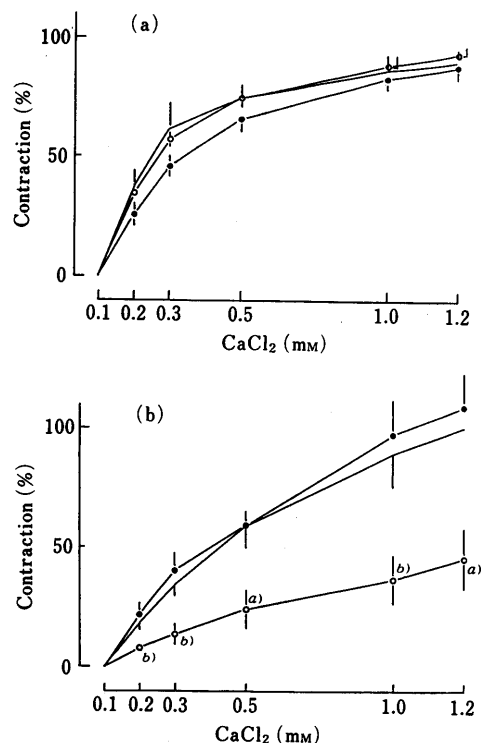 (a)
100
50
0
Contraction (%)
0.1 0.2 0.3 0.5 1.0 1.2
CaCl₂ (mM)
(b)
100
50
0
Contraction (%)
b) b) a) b) a)
0.1 0.2 0.3 0.5 1.0 1.2
CaCl₂ (mM)